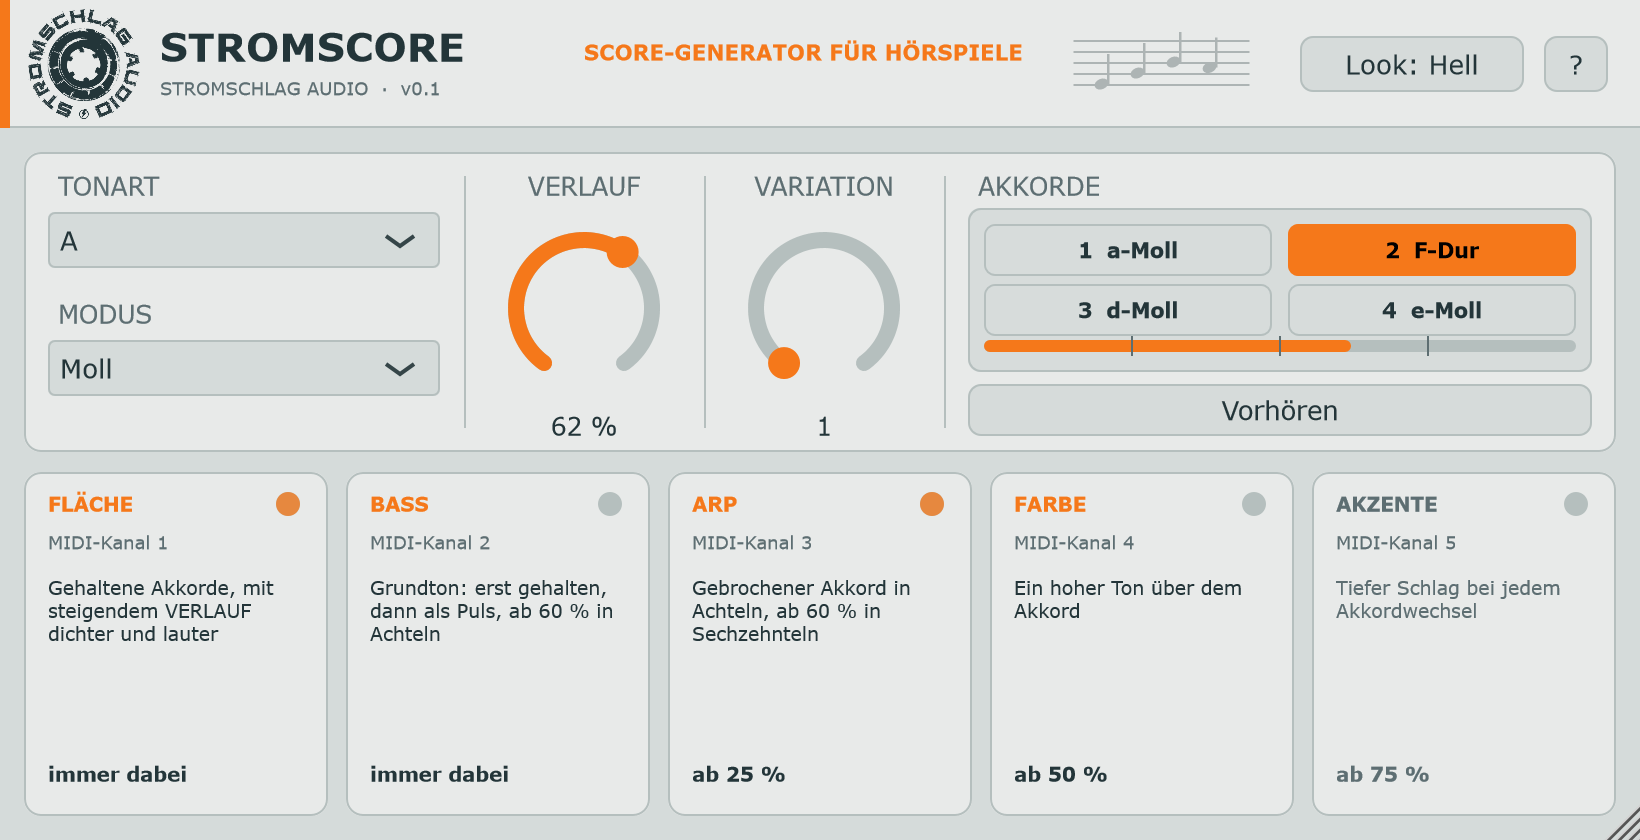 STROMSCHLAG AUDIO
STROMSCORE
STROMSCHLAG AUDIO · v0.1
SCORE-GENERATOR FÜR HÖRSPIELE
Look: Hell
?
TONART
A
MODUS
Moll
VERLAUF
62 %
VARIATION
1
AKKORDE
1 a-Moll
2 F-Dur
3 d-Moll
4 e-Moll
Vorhören
FLÄCHE
MIDI-Kanal 1
Gehaltene Akkorde, mit
steigendem VERLAUF
dichter und lauter
immer dabei
BASS
MIDI-Kanal 2
Grundton: erst gehalten,
dann als Puls, ab 60 % in
Achteln
immer dabei
ARP
MIDI-Kanal 3
Gebrochener Akkord in
Achteln, ab 60 % in
Sechzehnteln
ab 25 %
FARBE
MIDI-Kanal 4
Ein hoher Ton über dem
Akkord
ab 50 %
AKZENTE
MIDI-Kanal 5
Tiefer Schlag bei jedem
Akkordwechsel
ab 75 %